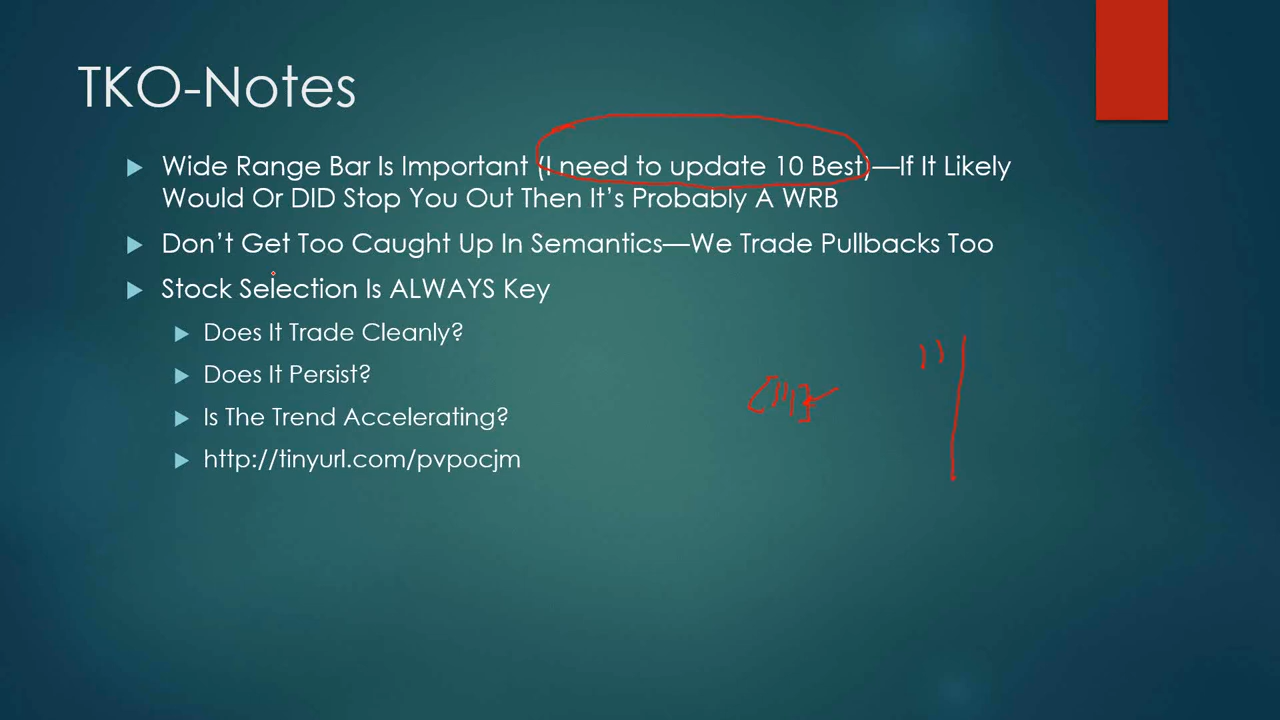 TKO-Notes
Wide Range Bar Is Important (I need to update 10 Best)—If It Likely
Would Or DID Stop You Out Then It’s Probably A WRB
Don’t Get Too Caught Up In Semantics—We Trade Pullbacks Too
Stock Selection Is ALWAYS Key
Does It Trade Cleanly?
Does It Persist?
Is The Trend Accelerating?
http://tinyurl.com/pvpocjm